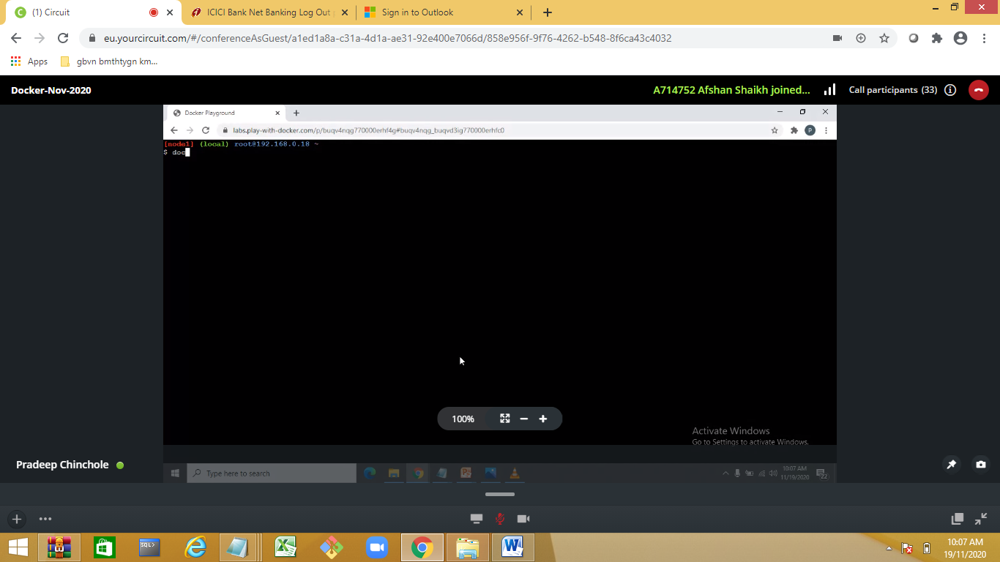 (1) Circuit
ICICI Bank Net Banking Log Out
Sign in to Outlook
eu.yourcircuit.com/#/conferenceAsGuest/a1ed1a8a-c31a-4d1a-ae31-92e400e7066d/858e956f-9f76-4262-b548-8f6ca43c4032
Apps
gbvn bmthtygn km...
Docker-Nov-2020
A714752 Afshan Shaikh joined...
Call participants (33)
Docker Playground
labs.play-with-docker.com/p/buqv4nqg770000erhf4g#buqv4nqg_buqvd3ig770000erhfc0
P
[node1] (local) root@192.168.0.18 ~
$ doc
100%
Activate Windows
Go to Settings to activate Windows.
Pradeep Chinchole
Type here to search
10:07 AM
11/19/2020
22
SQL>
10:07 AM
19/11/2020